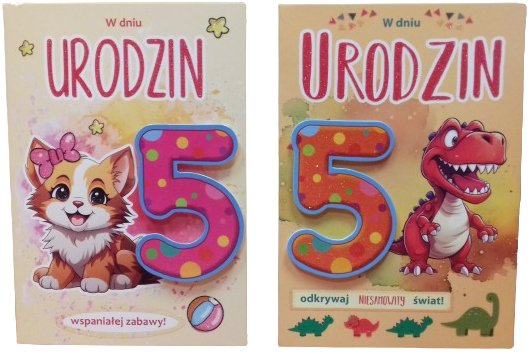 W dniu
URODZIN
5
wspaniałej zabawy!
W dniu
URODZIN
5
odkrywaj NIESAMOWITY świat!